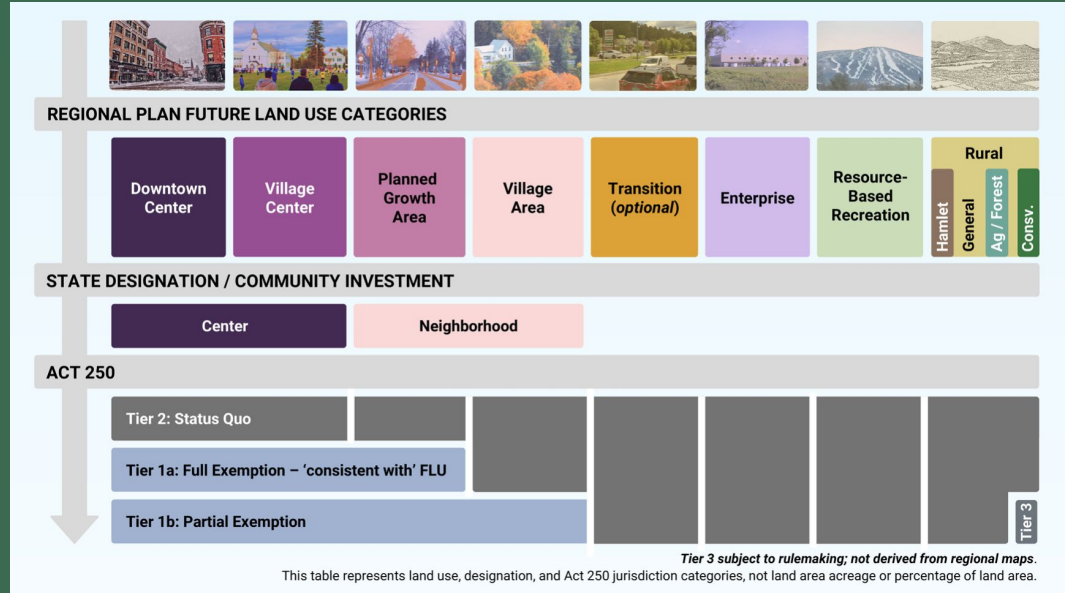 REGIONAL PLAN FUTURE LAND USE CATEGORIES
Downtown
Center
Village
Center
Planned
Growth
Area
Village
Area
Transition
(optional)
Enterprise
Resource-
Based
Recreation
Rural
Hamlet
General
Ag / Forest
Consv.
STATE DESIGNATION / COMMUNITY INVESTMENT
Center
Neighborhood
ACT 250
Tier 2: Status Quo
Tier 1a: Full Exemption – ‘consistent with’ FLU
Tier 1b: Partial Exemption
Tier 3
Tier 3 subject to rulemaking; not derived from regional maps.
This table represents land use, designation, and Act 250 jurisdiction categories, not land area acreage or percentage of land area.